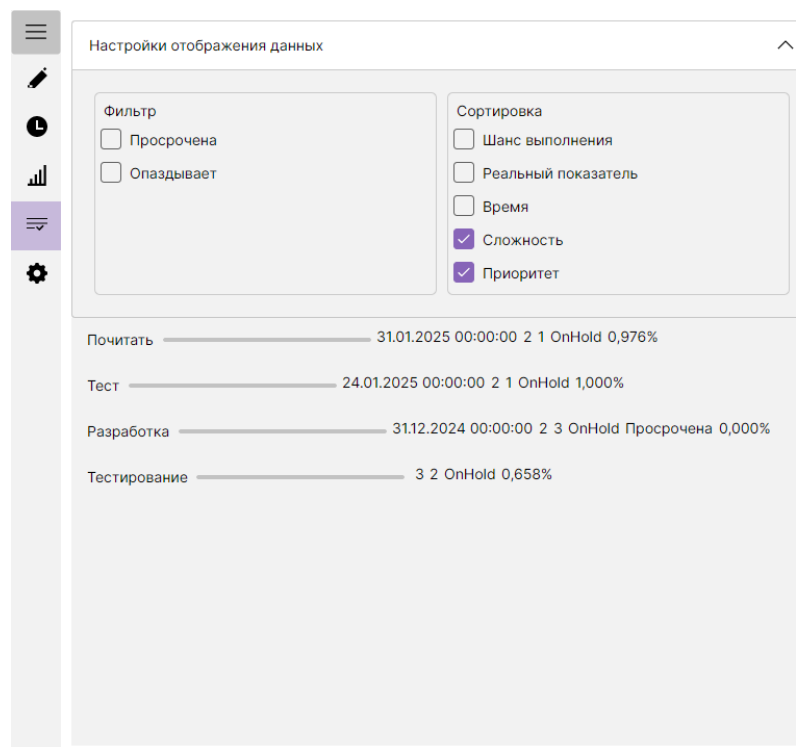 Настройки отображения данных
Фильтр
Просрочена
Опаздывает
Сортировка
Шанс выполнения
Реальный показатель
Время
Сложность
Приоритет
Почитать 31.01.2025 00:00:00 2 1 OnHold 0,976%
Тест 24.01.2025 00:00:00 2 1 OnHold 1,000%
Разработка 31.12.2024 00:00:00 2 3 OnHold Просрочена 0,000%
Тестирование 3 2 OnHold 0,658%